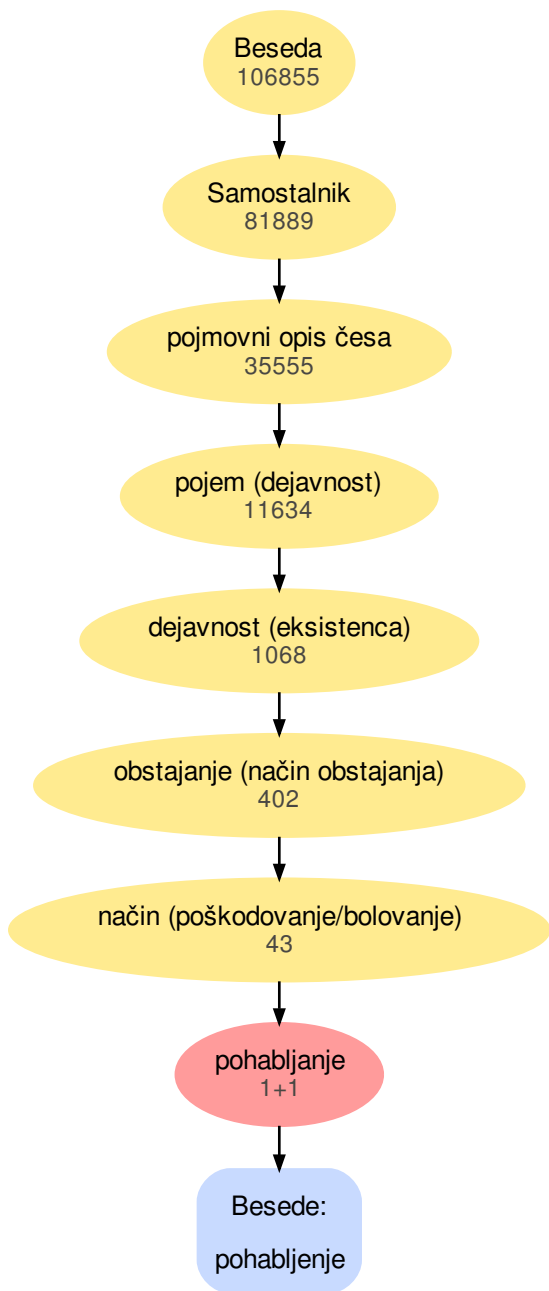 Beseda
106855
Samostalnik
81889
pojmovni opis česa
35555
pojem (dejavnost)
11634
dejavnost (eksistenca)
1068
obstajanje (način obstajanja)
402
način (poškodovanje/bolovanje)
43
pohabljanje
1+1
Besede:
pohabljenje